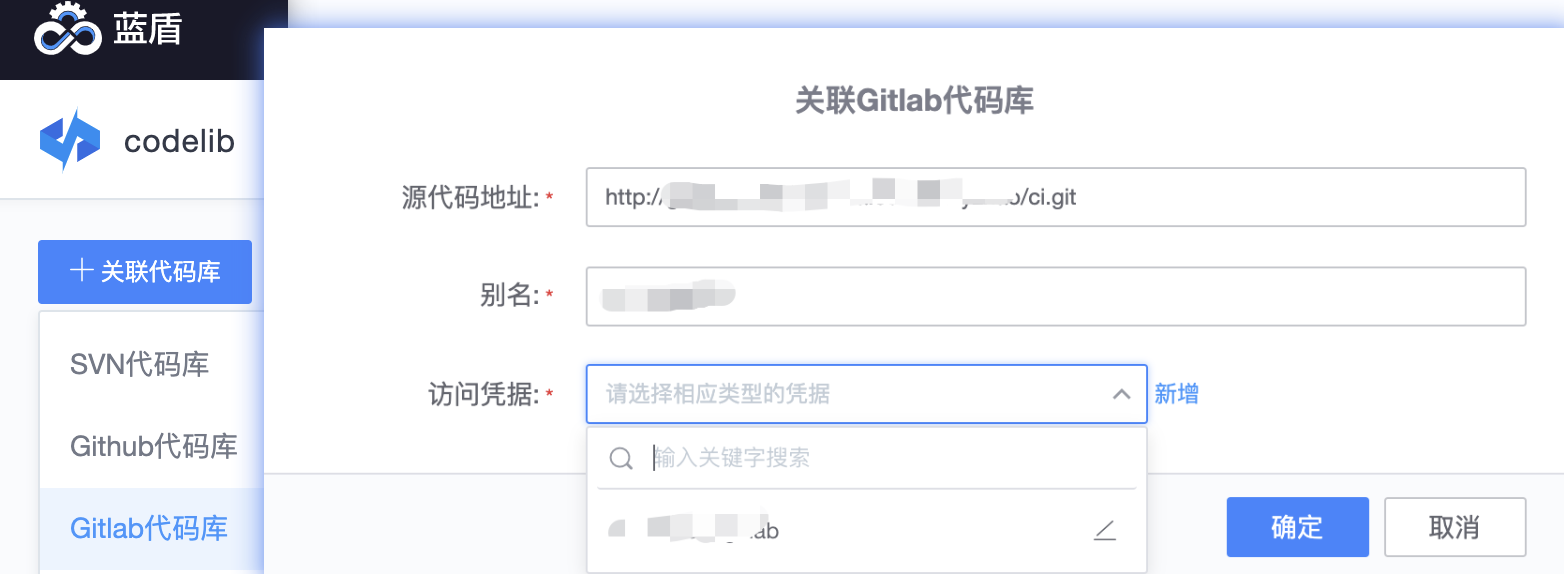 蓝盾
codelib
关联代码库
SVN代码库
Github代码库
Gitlab代码库
关联Gitlab代码库
源代码地址:* http:// /ci.git
别名:*
访问凭据:* 请选择相应类型的凭据 新增
输入关键字搜索
ab
确定 取消